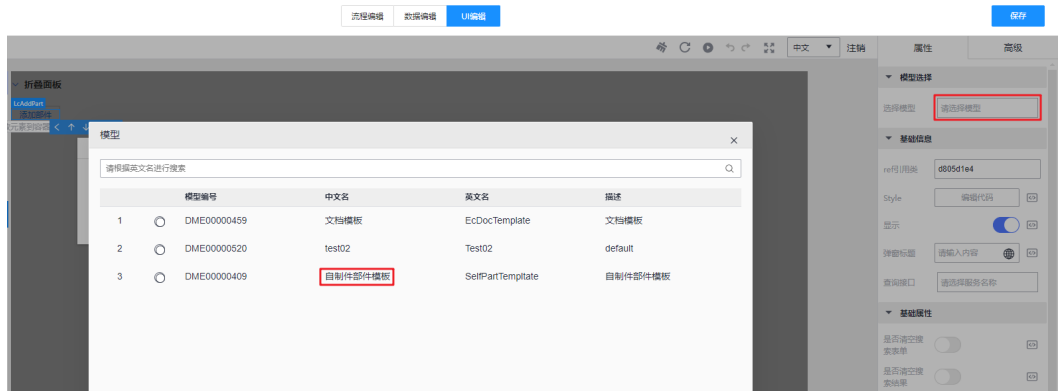 流程编辑 数据编辑 UI编辑 保存
中文 注销 属性 高级
折叠面板
模型选择
LcAddPart
添加部件
选择模型 请选择模型
模型
基础信息
请根据英文名进行搜索
ref引用类 d805d1e4
模型编号 中文名 英文名 描述
Style 编辑代码
1 DME00000459 文档模板 EcDocTemplate 文档模板
显示
2 DME00000520 test02 Test02 default
弹窗标题 请输入内容
3 DME00000409 自制件部件模板 SelfPartTempltate 自制件部件模板
查询接口 请选择服务名称
基础属性
是否清空搜
索表单
是否清空搜
索结果